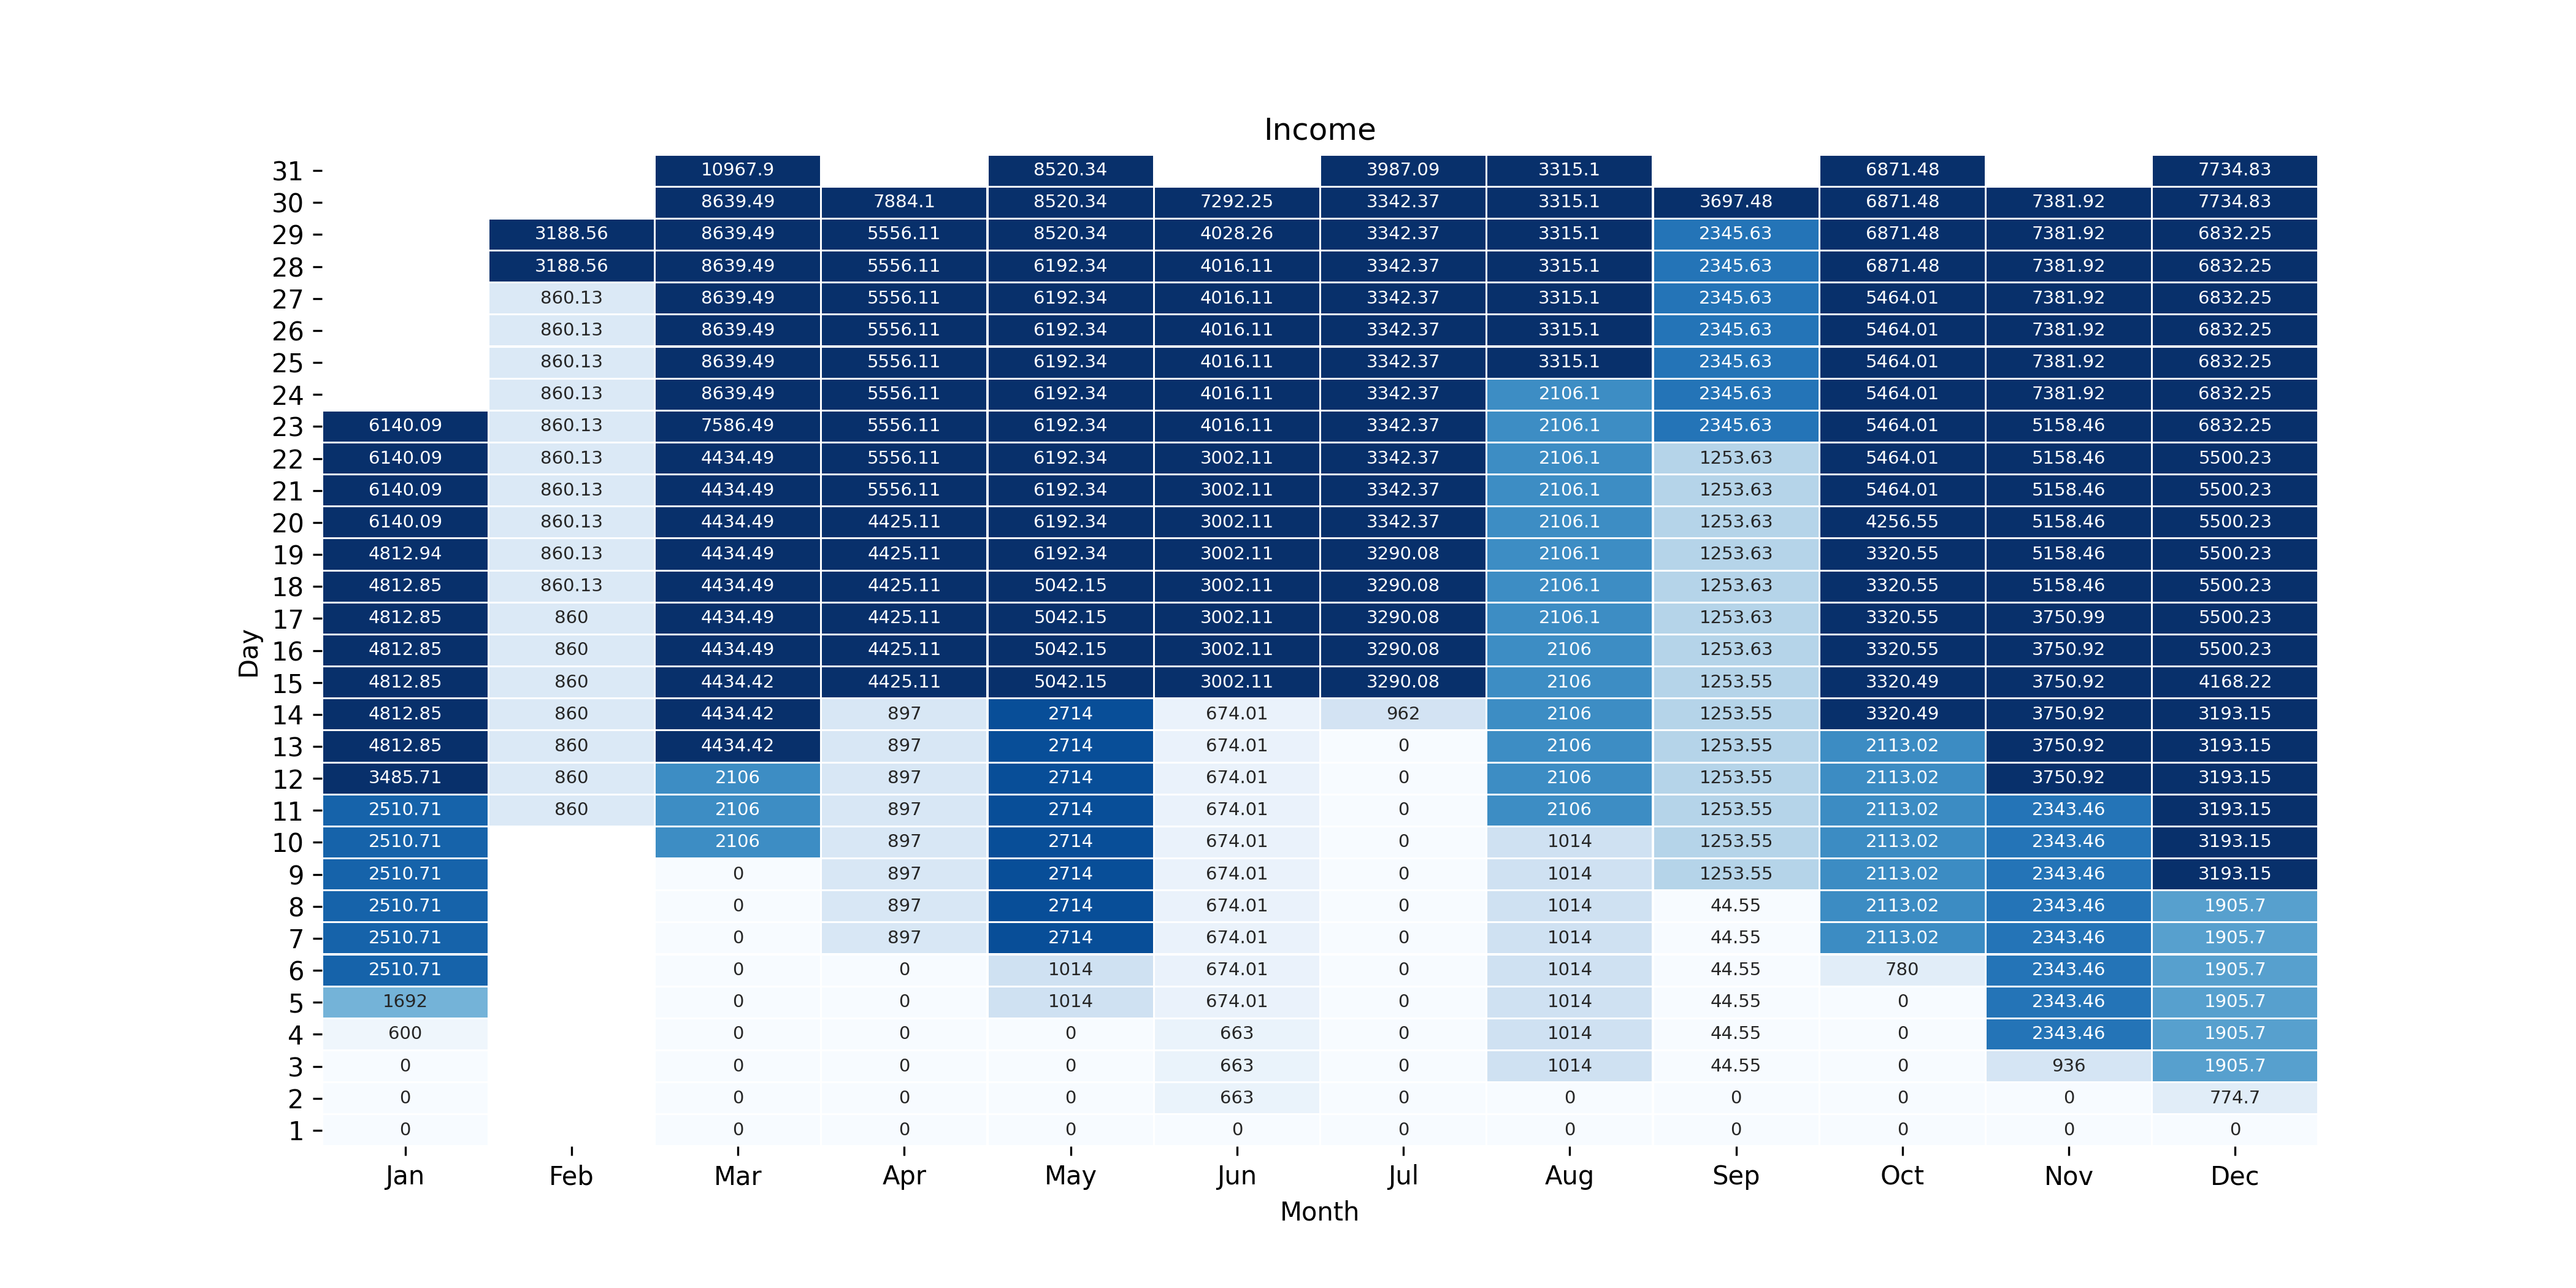 Income
31 10967.9 8520.34 3987.09 3315.1 6871.48 7734.83
30 8639.49 7884.1 8520.34 7292.25 3342.37 3315.1 3697.48 6871.48 7381.92 7734.83
29 3188.56 8639.49 5556.11 8520.34 4028.26 3342.37 3315.1 2345.63 6871.48 7381.92 6832.25
28 3188.56 8639.49 5556.11 6192.34 4016.11 3342.37 3315.1 2345.63 6871.48 7381.92 6832.25
27 860.13 8639.49 5556.11 6192.34 4016.11 3342.37 3315.1 2345.63 5464.01 7381.92 6832.25
26 860.13 8639.49 5556.11 6192.34 4016.11 3342.37 3315.1 2345.63 5464.01 7381.92 6832.25
25 860.13 8639.49 5556.11 6192.34 4016.11 3342.37 3315.1 2345.63 5464.01 7381.92 6832.25
24 860.13 8639.49 5556.11 6192.34 4016.11 3342.37 2106.1 2345.63 5464.01 7381.92 6832.25
23 6140.09 860.13 7586.49 5556.11 6192.34 4016.11 3342.37 2106.1 2345.63 5464.01 5158.46 6832.25
22 6140.09 860.13 4434.49 5556.11 6192.34 3002.11 3342.37 2106.1 1253.63 5464.01 5158.46 5500.23
21 6140.09 860.13 4434.49 5556.11 6192.34 3002.11 3342.37 2106.1 1253.63 5464.01 5158.46 5500.23
20 6140.09 860.13 4434.49 4425.11 6192.34 3002.11 3342.37 2106.1 1253.63 4256.55 5158.46 5500.23
19 4812.94 860.13 4434.49 4425.11 6192.34 3002.11 3290.08 2106.1 1253.63 3320.55 5158.46 5500.23
18 4812.85 860.13 4434.49 4425.11 5042.15 3002.11 3290.08 2106.1 1253.63 3320.55 5158.46 5500.23
17 4812.85 860 4434.49 4425.11 5042.15 3002.11 3290.08 2106.1 1253.63 3320.55 3750.99 5500.23
16 4812.85 860 4434.49 4425.11 5042.15 3002.11 3290.08 2106 1253.63 3320.55 3750.92 5500.23
15 4812.85 860 4434.42 4425.11 5042.15 3002.11 3290.08 2106 1253.55 3320.49 3750.92 4168.22
14 4812.85 860 4434.42 897 2714 674.01 962 2106 1253.55 3320.49 3750.92 3193.15
13 4812.85 860 4434.42 897 2714 674.01 0 2106 1253.55 2113.02 3750.92 3193.15
12 3485.71 860 2106 897 2714 674.01 0 2106 1253.55 2113.02 3750.92 3193.15
11 2510.71 860 2106 897 2714 674.01 0 2106 1253.55 2113.02 2343.46 3193.15
10 2510.71 2106 897 2714 674.01 0 1014 1253.55 2113.02 2343.46 3193.15
9 2510.71 0 897 2714 674.01 0 1014 1253.55 2113.02 2343.46 3193.15
8 2510.71 0 897 2714 674.01 0 1014 44.55 2113.02 2343.46 1905.7
7 2510.71 0 897 2714 674.01 0 1014 44.55 2113.02 2343.46 1905.7
6 2510.71 0 0 1014 674.01 0 1014 44.55 780 2343.46 1905.7
5 1692 0 0 1014 674.01 0 1014 44.55 0 2343.46 1905.7
4 600 0 0 0 663 0 1014 44.55 0 2343.46 1905.7
3 0 0 0 0 663 0 1014 44.55 0 936 1905.7
2 0 0 0 0 663 0 0 0 0 0 774.7
1 0 0 0 0 0 0 0 0 0 0 0
Jan Feb Mar Apr May Jun Jul Aug Sep Oct Nov Dec
Month
Day